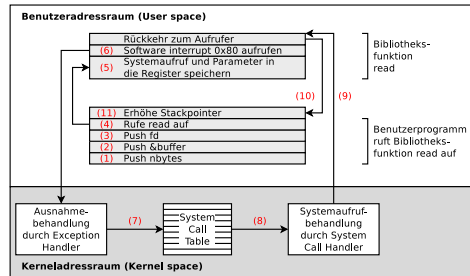 Benutzeradressraum (User space)
Rückkehr zum Aufrufer
(6) Software interrupt 0x80 aufrufen
(5) Systemaufruf und Parameter in
die Register speichern
Bibliotheks-
funktion
read
(10)
(9)
(11) Erhöhe Stackpointer
(4) Rufe read auf
(3) Push fd
(2) Push &buffer
(1) Push nbytes
Benutzerprogramm
ruft Bibliotheks-
funktion read auf
Ausnahme-
behandlung
durch Exception
Handler
(7)
System
Call
Table
(8)
Systemaufruf-
behandlung
durch System
Call Handler
Kerneladressraum (Kernel space)